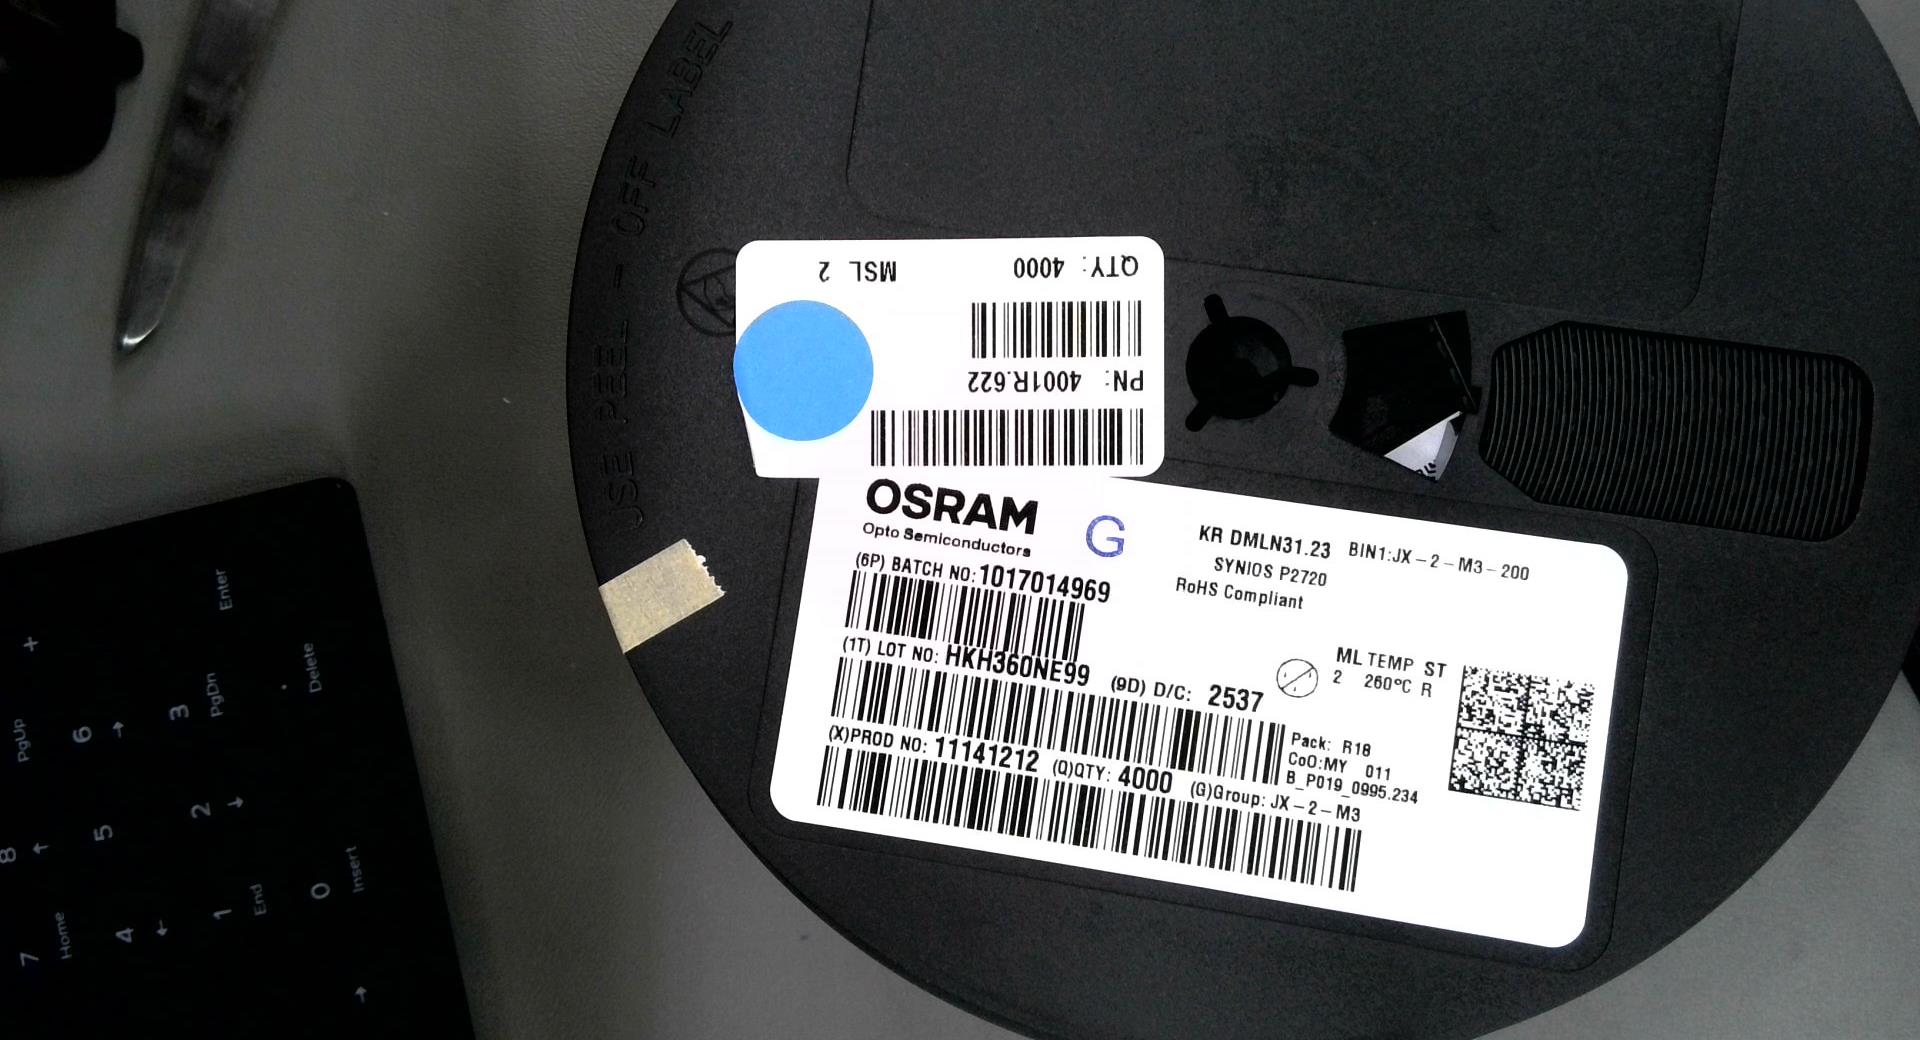 USE PEEL - OFF LABEL
QTY: 4000 MSL 2
PN: 4001R.622
OSRAM
Opto Semiconductors
G
KR DMLN31.23 BIN1:JX-2-M3-200
SYNIOS P2720
RoHS Compliant
(6P) BATCH NO:1017014969
(1T) LOT NO: HKH360NE99 (9D) D/C: 2537
ML TEMP ST
2 260°C R
(X)PROD NO: 11141212 (Q)QTY: 4000 (G)Group: JX-2-M3
Pack: R18
CoO:MY 011
B_P019_0995.234
+
Enter
PgUp
6 →
3 PgDn
. Delete
8 ↑
5
2 ↓
7 Home
4 ←
1 End
0 Insert
→